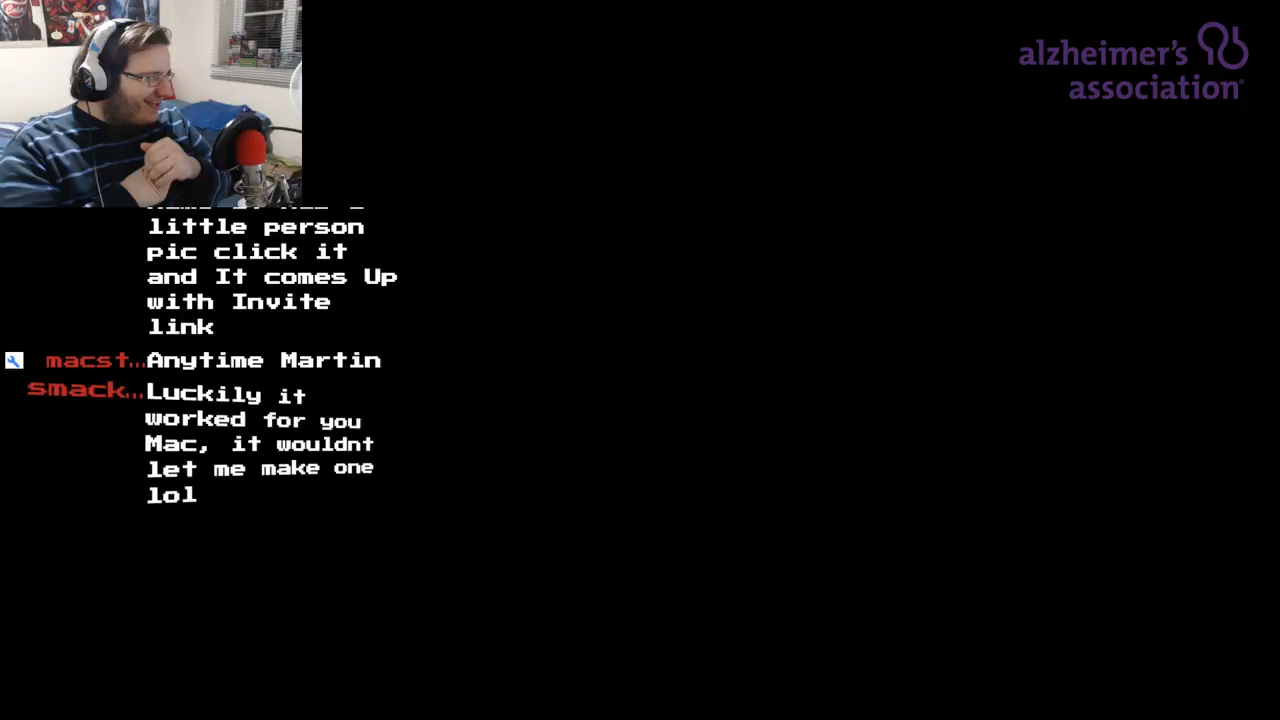 Cola
alzheimer's
association
little person
pic click it
and It comes Up
with Invite
link
macst...Anytime Martin
smack...Luckily it
worked for you
Mac, it wouldnt
let me make one
lol